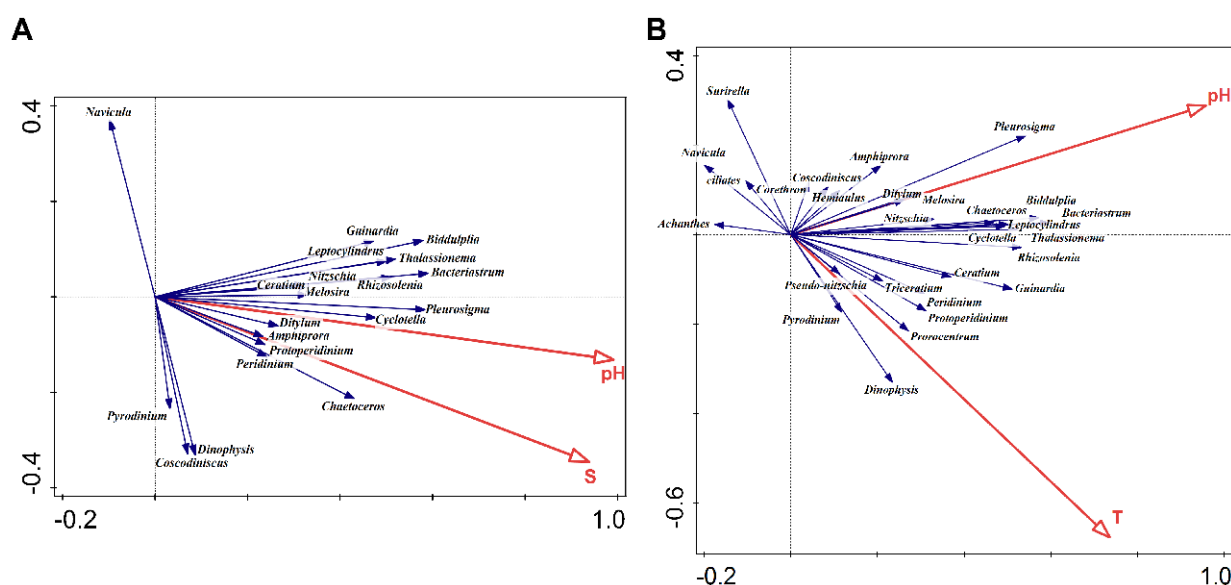 A
0.4
-0.4
-0.2
1.0
Navicula
Guinardia
Biddulplia
Leptocylindrus
Thalassionema
Nitzschia
Bacteriastrum
Ceratium
Rhizosolenia
Melosira
Pleurosigma
Ditylum
Cyclotella
Amphiprora
Protoperidinium
Peridinium
pH
Chaetoceros
Pyrodinium
Dinophysis
Coscodiniscus
S
B
0.4
-0.6
-0.2
1.0
Surirella
pH
Pleurosigma
Navicula
Amphiprora
ciliates
Coscodiniscus
Corethron
Hemiaulus
Ditylum
Melosira
Biddulplia
Chaetoceros
Bacteriastrum
Nitzschia
Achanthes
Leptocylindrus
Cyclotella
Thalassionema
Rhizosolenia
Ceratium
Pseudo-nitzschia
Triceratium
Guinardia
Peridinium
Pyrodinium
Protoperidinium
Prorocentrum
Dinophysis
T